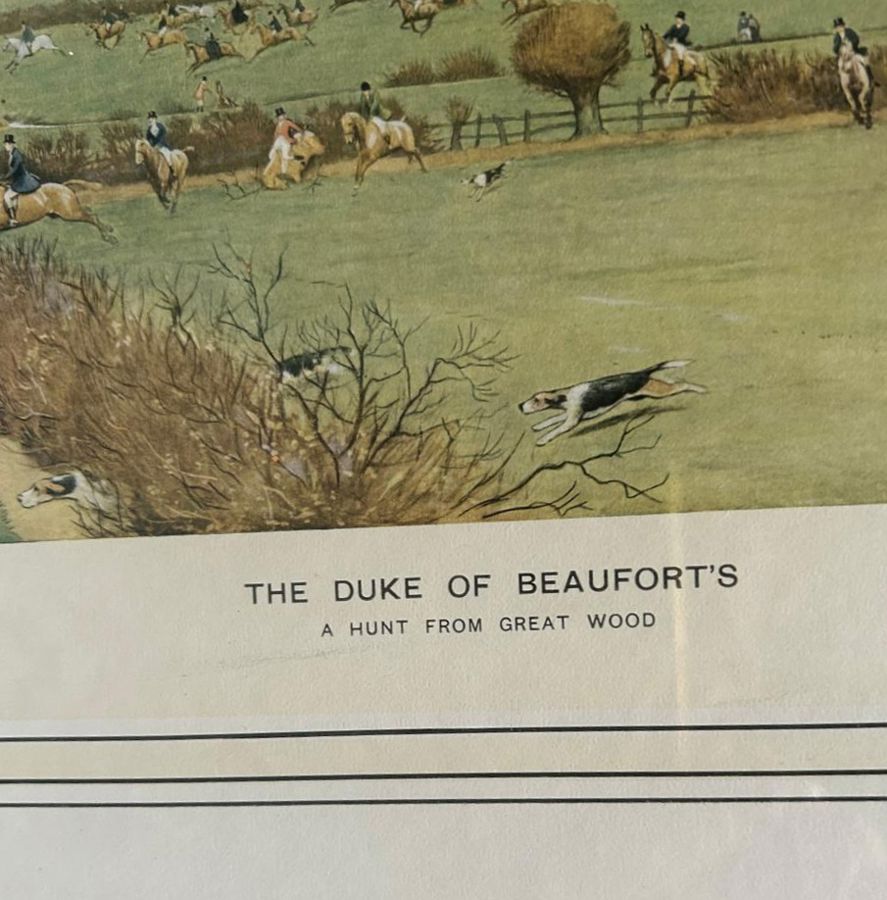 THE DUKE OF BEAUFORT'S
A HUNT FROM GREAT WOOD